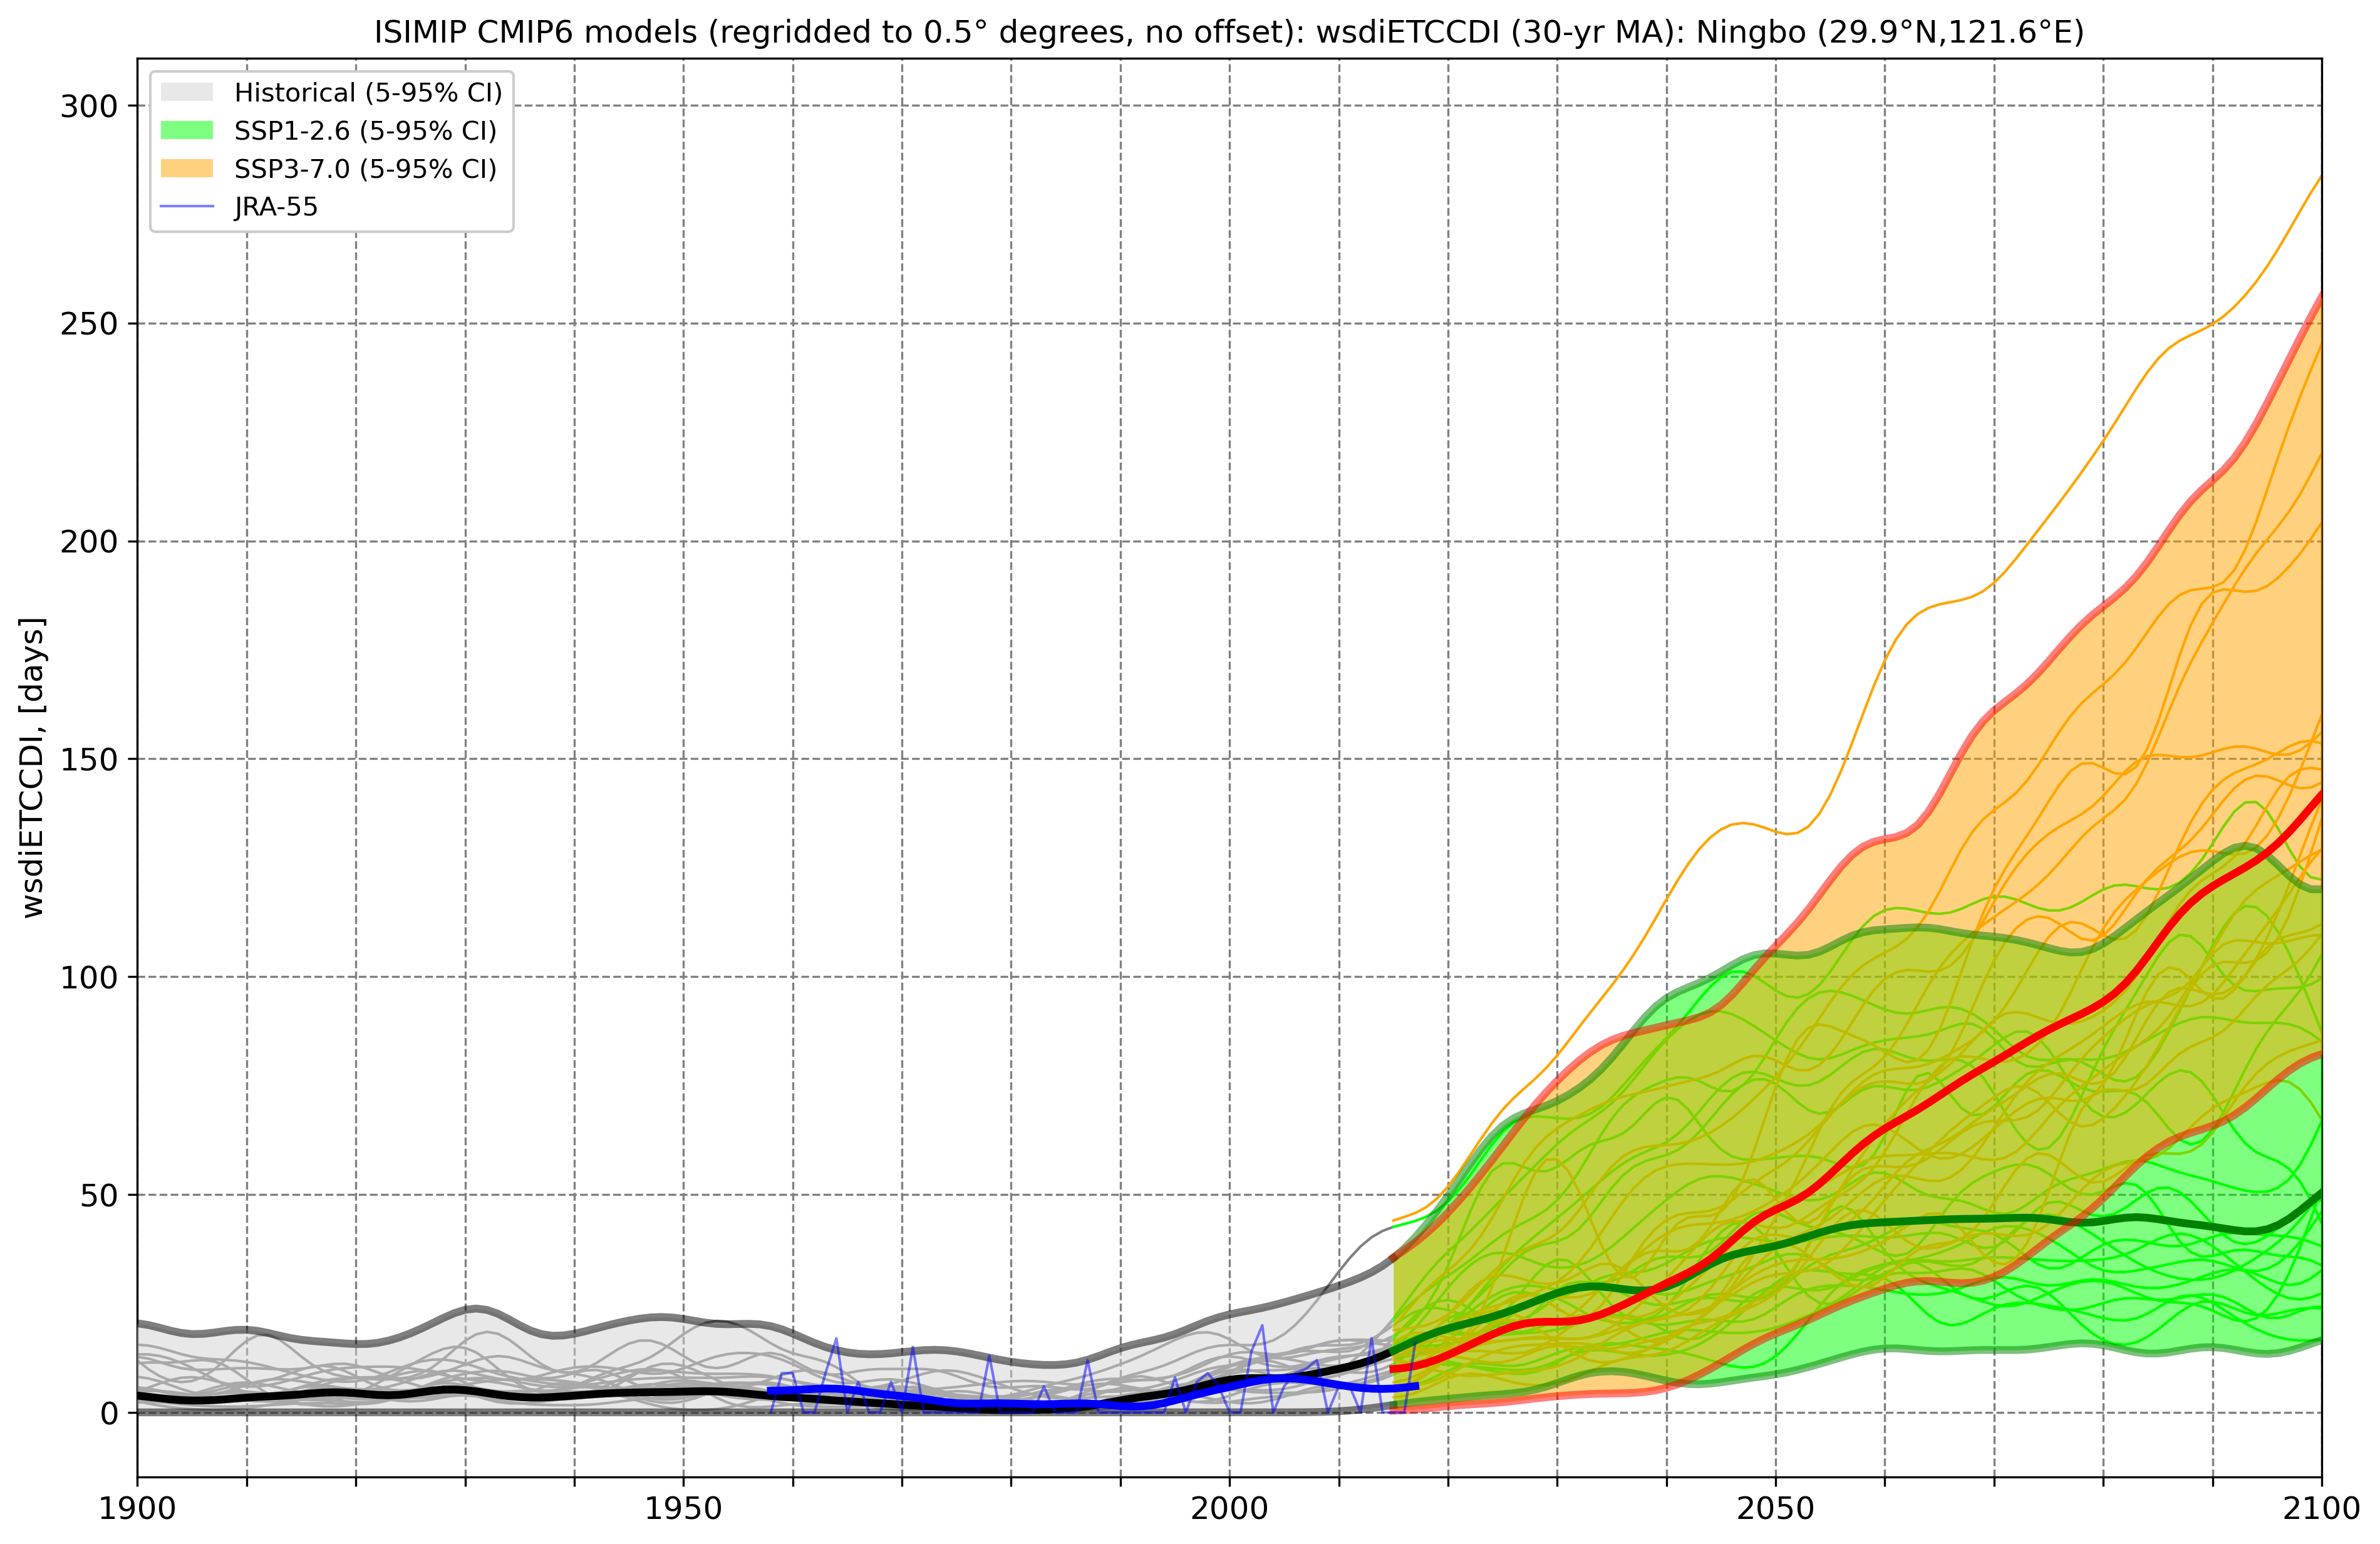 ISIMIP CMIP6 models (regridded to 0.5° degrees, no offset): wsdiETCCDI (30-yr MA): Ningbo (29.9°N,121.6°E)
Historical (5-95% CI)
SSP1-2.6 (5-95% CI)
SSP3-7.0 (5-95% CI)
JRA-55
wsdiETCCDI, [days]
300
250
200
150
100
50
0
1900 1950 2000 2050 2100